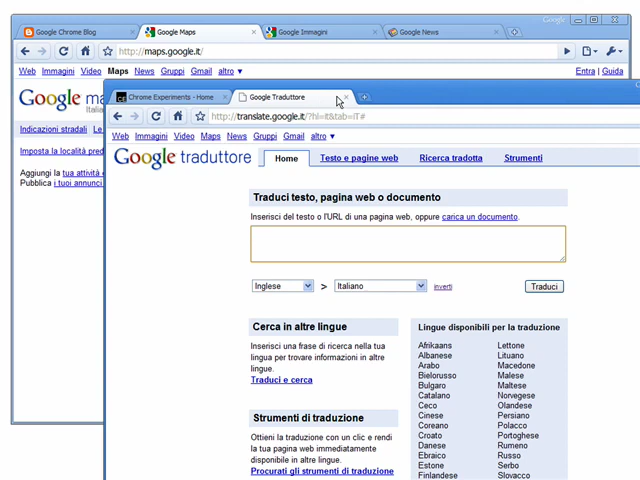 Google
Google Chrome Blog
Google Maps
Google Immagini
Google News
http://maps.google.it/
Web Immagini Video Maps News Gruppi Gmail altro ▼
Entra | Guida
Google
Indicazioni stradali
Imposta la località
Aggiungi la tua attività
Pubblica i tuoi annunci
Chrome Experiments - Home
Google Traduttore
http://translate.google.it/?hl=it&tab=iT#
Web Immagini Video Maps News Gruppi Gmail altro ▼
Google traduttore
Home
Testo e pagine web
Ricerca tradotta
Strumenti
Traduci testo, pagina web o documento
Inserisci del testo o l'URL di una pagina web, oppure carica un documento.
Inglese > Italiano inverti Traduci
Cerca in altre lingue
Inserisci una frase di ricerca nella tua
lingua per trovare informazioni in altre
lingue.
Traduci e cerca
Strumenti di traduzione
Ottieni la traduzione con un clic e rendi
la tua pagina web immediatamente
disponibile in altre lingue.
Procurati gli strumenti di traduzione
Lingue disponibili per la traduzione
Afrikaans
Albanese
Arabo
Bielorusso
Bulgaro
Catalano
Ceco
Cinese
Coreano
Croato
Danese
Ebraico
Estone
Finlandese
Lettone
Lituano
Macedone
Malese
Maltese
Norvegese
Olandese
Persiano
Polacco
Portoghese
Rumeno
Russo
Serbo
Slovacco